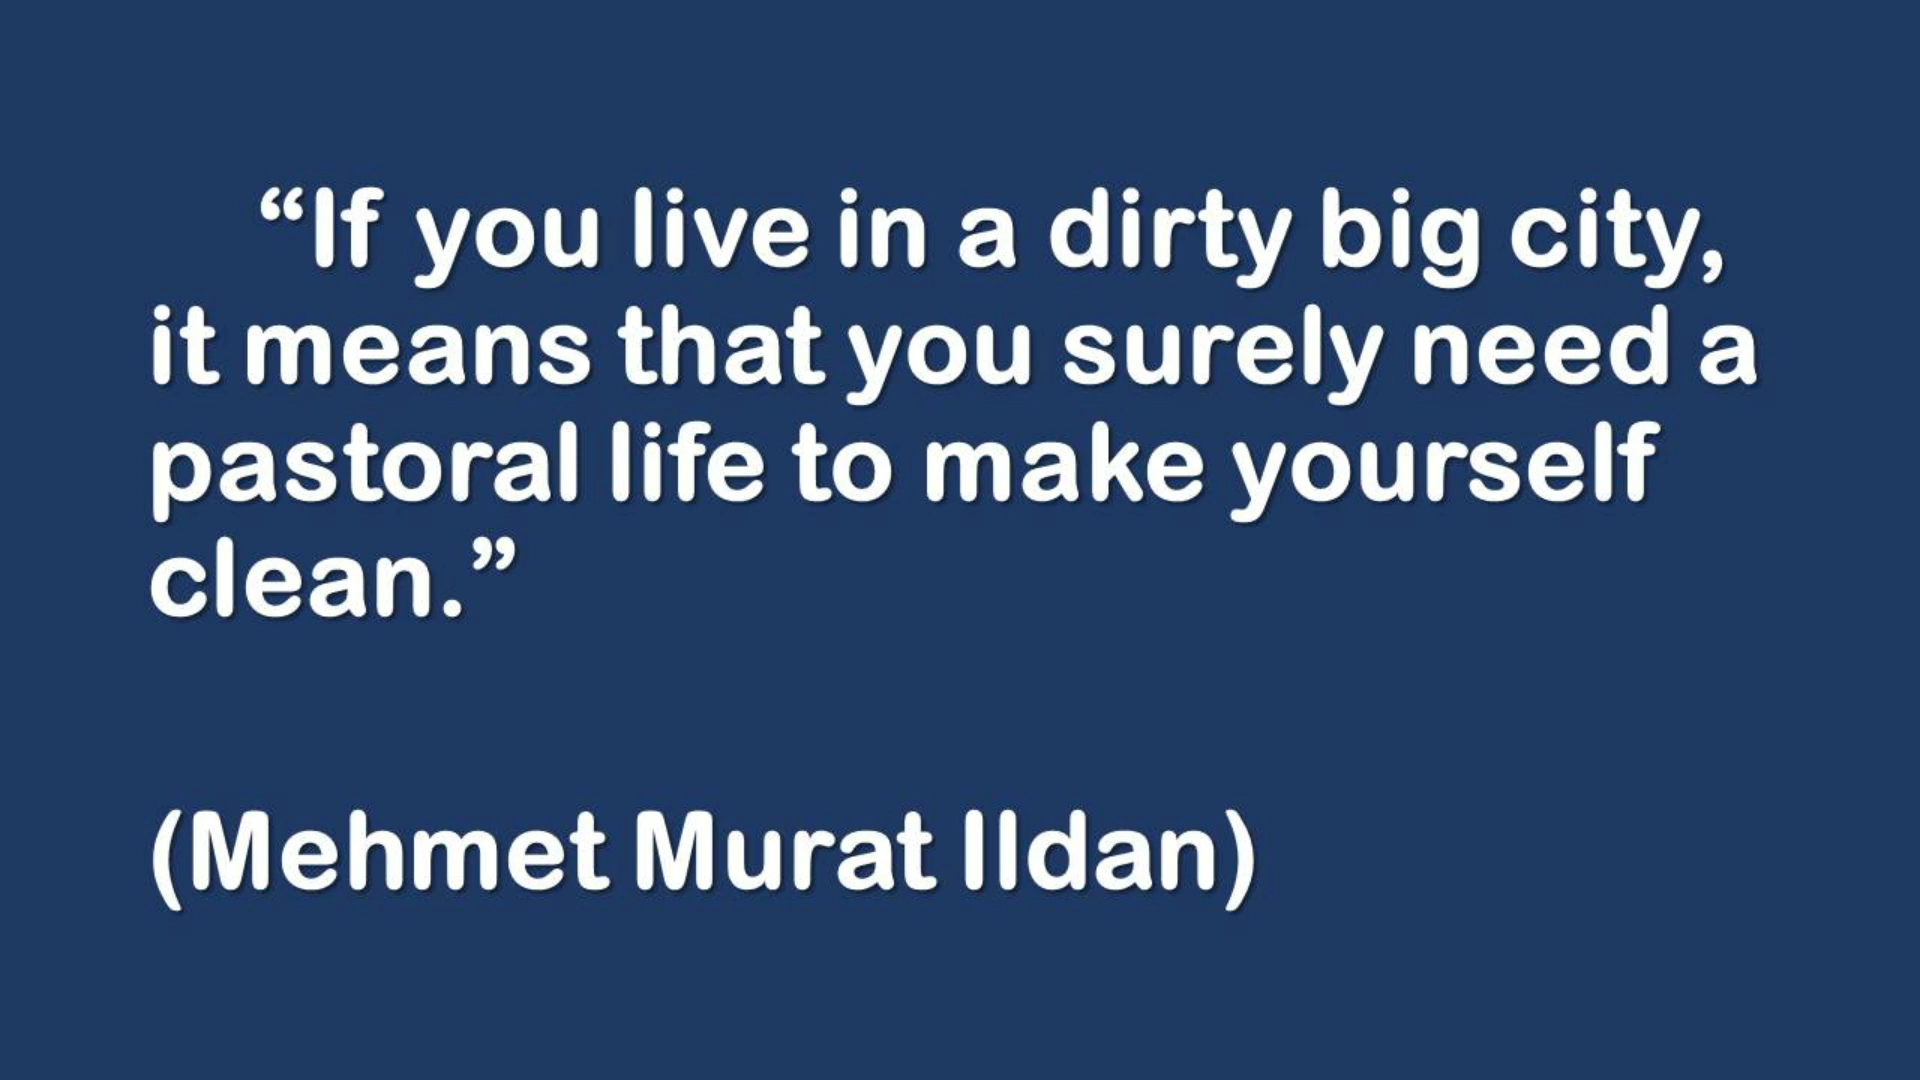 “If you live in a dirty big city,
it means that you surely need a
pastoral life to make yourself
clean.”
(Mehmet Murat Ildan)